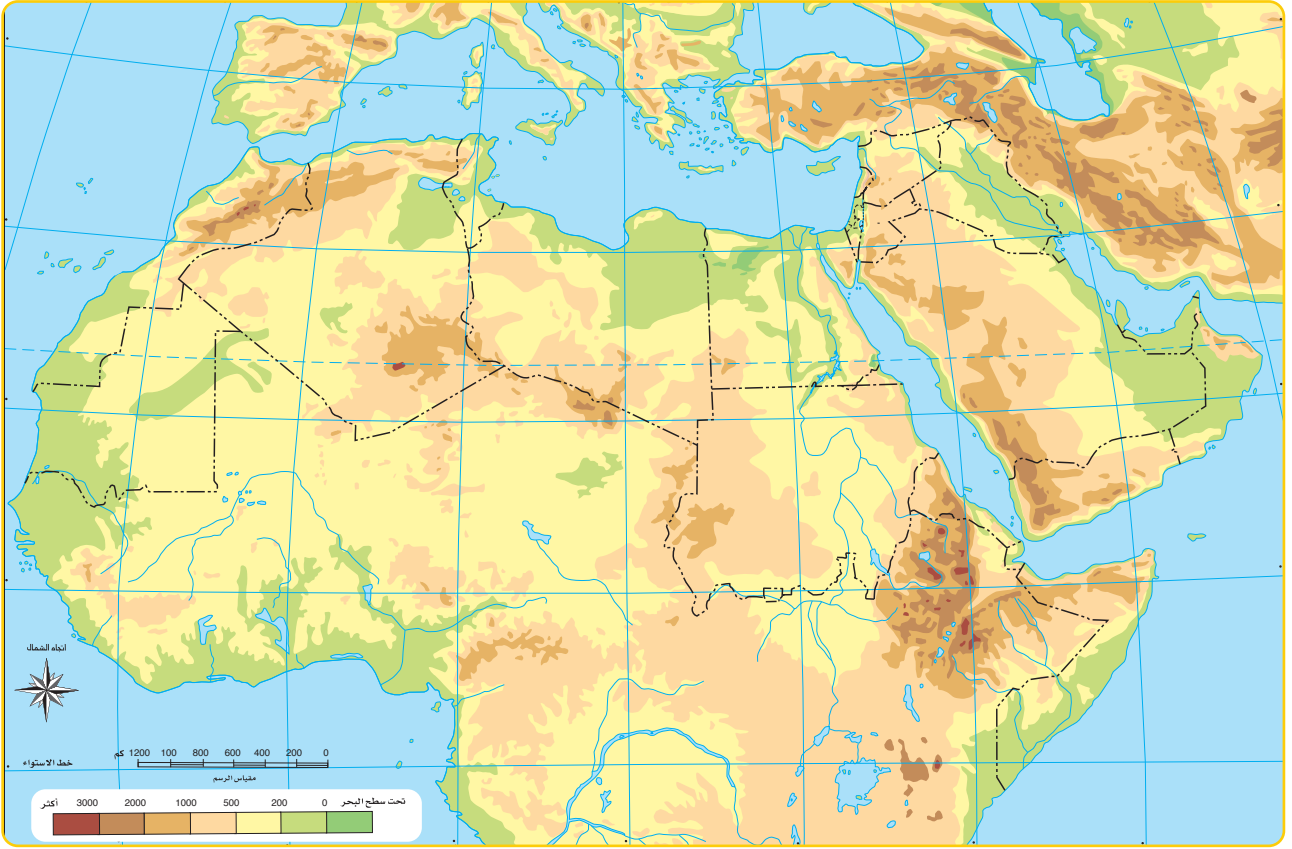 اتجاه الشمال
خط الاستواء
كم 1200 100 800 600 400 200 0
مقياس الرسم
أكثر 3000 2000 1000 500 200 0 تحت سطح البحر